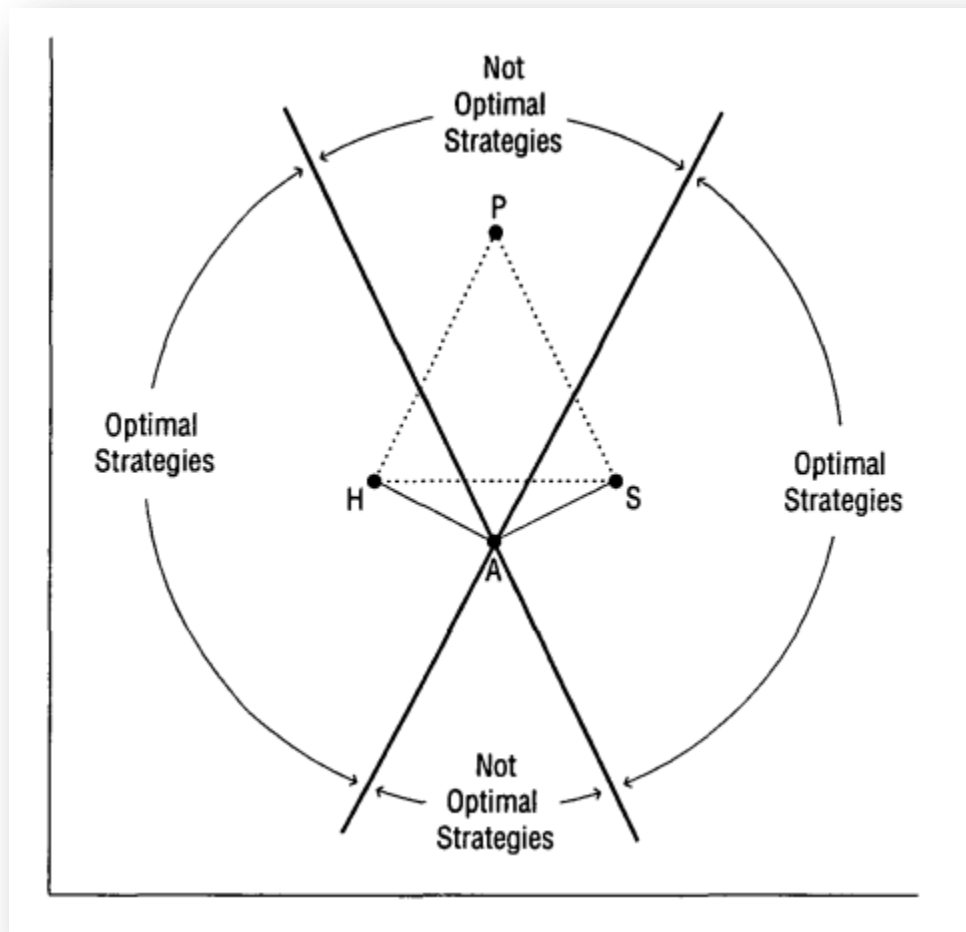 Not
Optimal
Strategies
P
Optimal
Strategies
Optimal
Strategies
H
S
A
Not
Optimal
Strategies